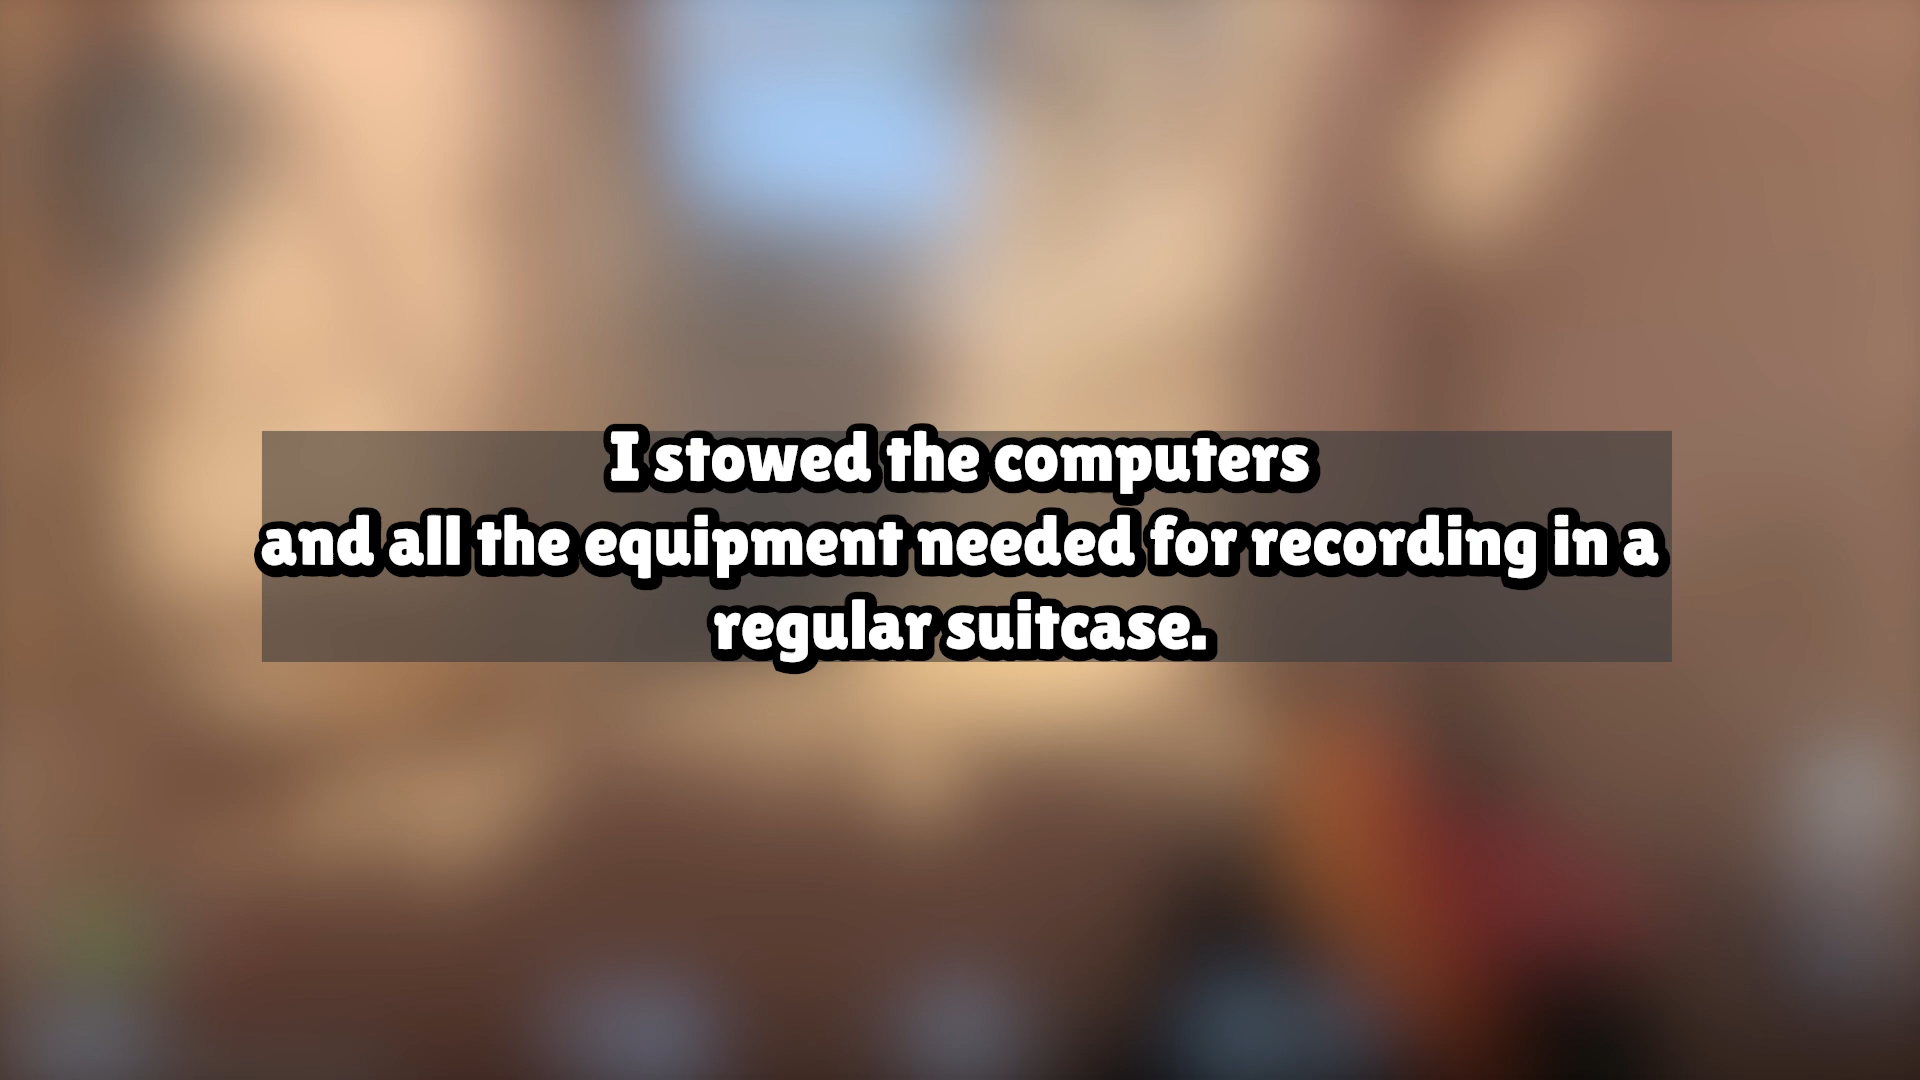 I stowed the computers
and all the equipment needed for recording in a
regular suitcase.